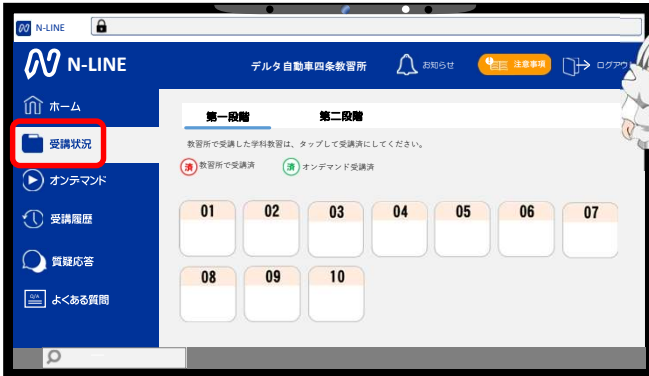 N-LINE
N-LINE
デルタ自動車四条教習所
お知らせ
注意事項
ログアウ
ホーム
受講状況
オンデマンド
受講履歴
質疑応答
Q/A
よくある質問
第一段階
第二段階
教習所で受講した学科教習は、タップして受講済にしてください。
済 教習所で受講済
済 オンデマンド受講済
01 02 03 04 05 06 07
08 09 10